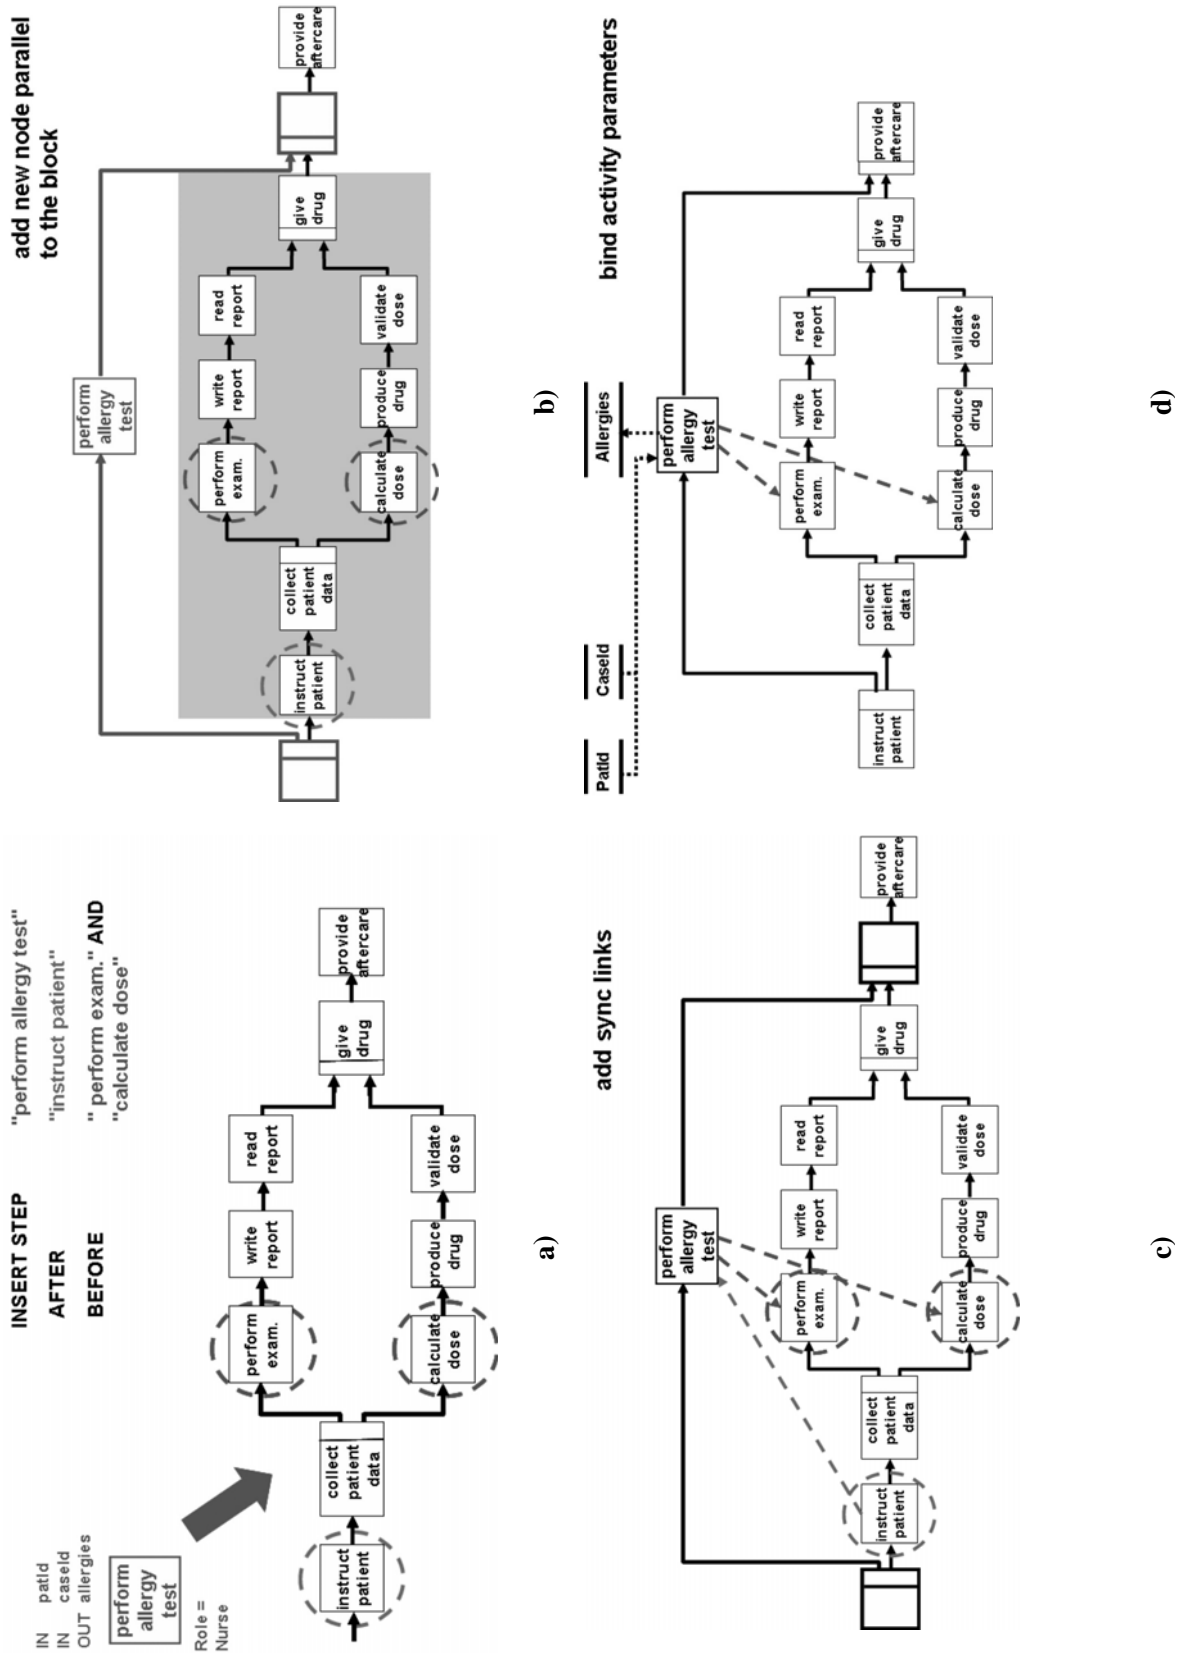 INSERT STEP "perform allergy test"
AFTER "instruct patient"
BEFORE " perform exam." AND
"calculate dose"
IN patId
IN caseId
OUT allergies
perform
allergy
test
Role =
Nurse
instruct
patient
collect
patient
data
perform
exam.
write
report
read
report
calculate
dose
produce
drug
validate
dose
give
drug
provide
aftercare
a)
add new node parallel
to the block
perform
allergy
test
instruct
patient
collect
patient
data
perform
exam.
write
report
read
report
calculate
dose
produce
drug
validate
dose
give
drug
provide
aftercare
b)
add sync links
perform
allergy
test
instruct
patient
collect
patient
data
perform
exam.
write
report
read
report
calculate
dose
produce
drug
validate
dose
give
drug
provide
aftercare
c)
bind activity parameters
PatId
CaseId
Allergies
perform
allergy
test
instruct
patient
collect
patient
data
perform
exam.
write
report
read
report
calculate
dose
produce
drug
validate
dose
give
drug
provide
aftercare
d)